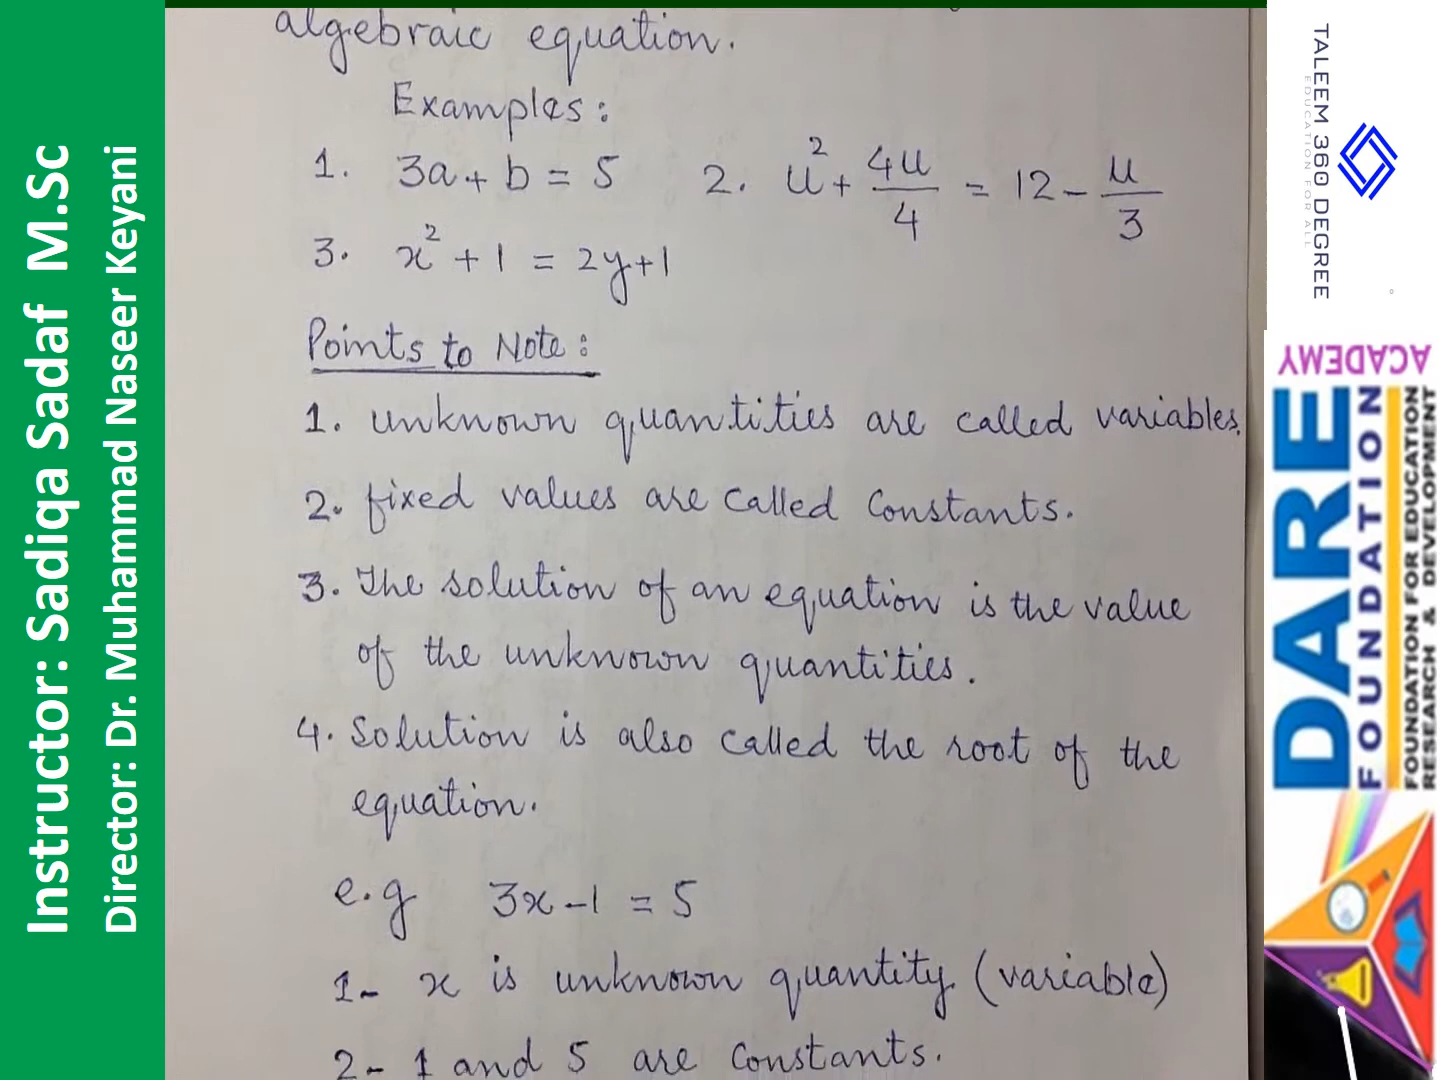 Instructor: Sadiqa Sadaf M.Sc
Director: Dr. Muhammad Naseer Keyani
algebraic equation.
Examples:
1. 3a + b = 5 2. u² + 4u/4 = 12 - u/3
3. x² + 1 = 2y+1
Points to Note:
1. unknown quantities are called variables.
2. fixed values are called Constants.
3. The solution of an equation is the value
of the unknown quantities.
4. Solution is also called the root of the
equation.
e.g 3x - 1 = 5
1- x is unknown quantity (variable)
2- 1 and 5 are Constants.
TALEEM 360 DEGREE
EDUCATION FOR ALL
ACADEMY
DARE
FOUNDATION
FOUNDATION FOR EDUCATION
RESEARCH & DEVELOPMENT